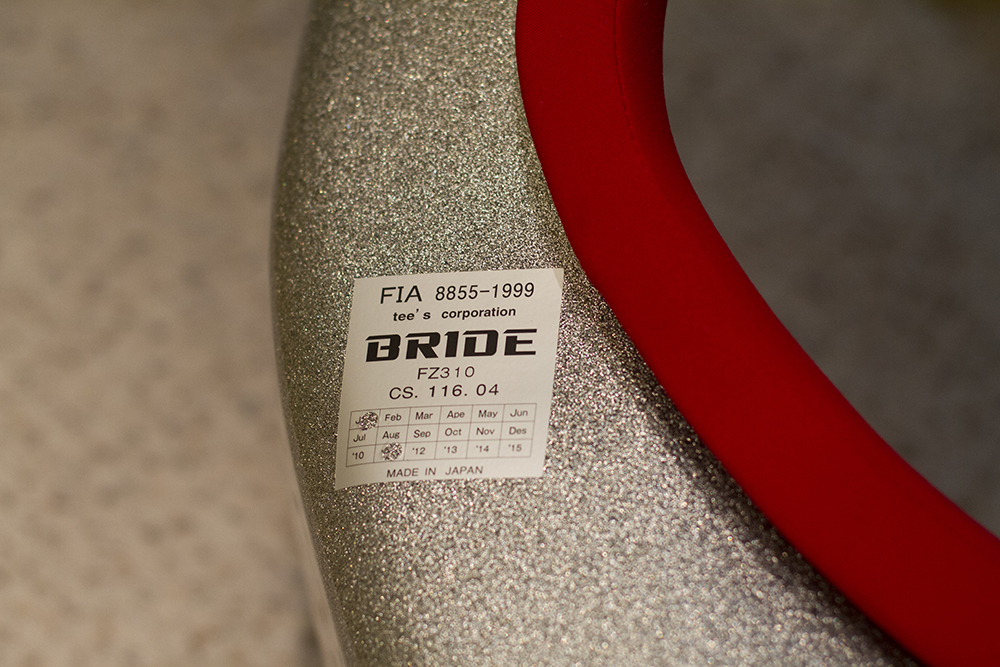 FIA 8855-1999
tee's corporation
BRIDE
FZ310
CS. 116. 04
Feb Mar Ape May Jun
Jul Aug Sep Oct Nov Des
'10 '12 '13 '14 '15
MADE IN JAPAN